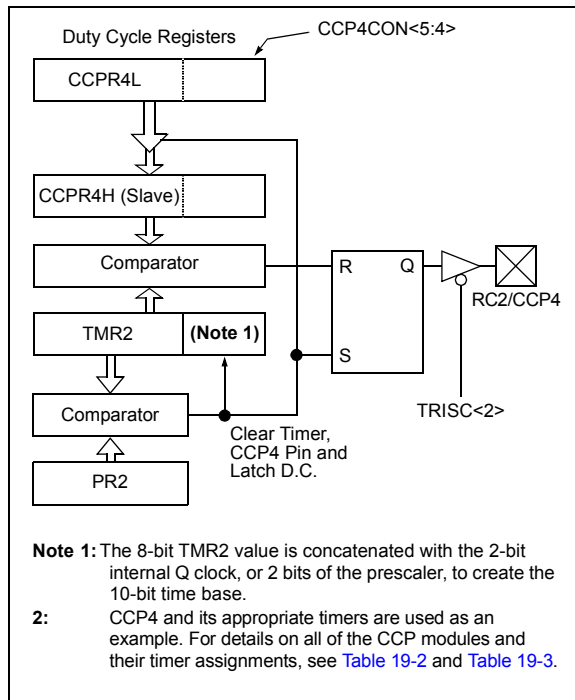 Duty Cycle Registers
CCP4CON<5:4>
CCPR4L
CCPR4H (Slave)
Comparator
R
Q
RC2/CCP4
TMR2
(Note 1)
S
Comparator
TRISC<2>
Clear Timer,
CCP4 Pin and
Latch D.C.
PR2
Note 1: The 8-bit TMR2 value is concatenated with the 2-bit
internal Q clock, or 2 bits of the prescaler, to create the
10-bit time base.
2: CCP4 and its appropriate timers are used as an
example. For details on all of the CCP modules and
their timer assignments, see Table 19-2 and Table 19-3.